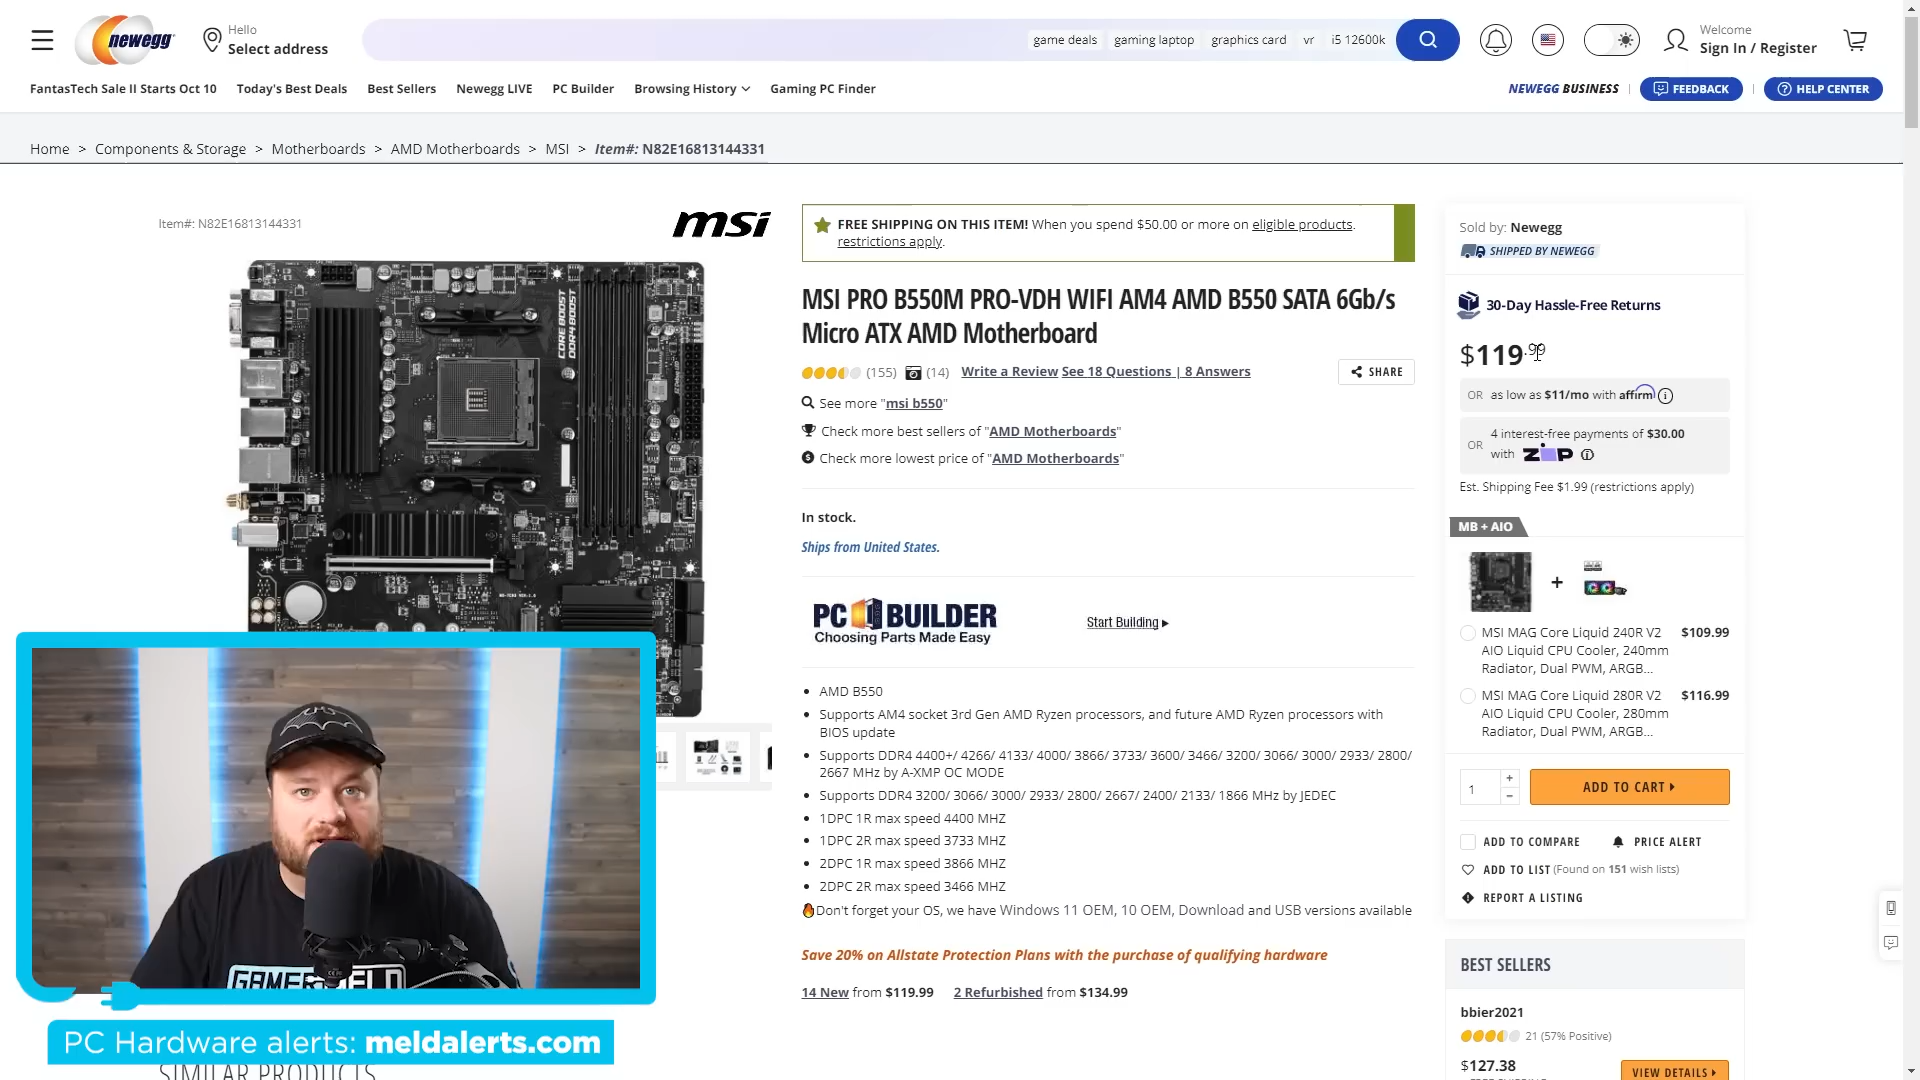 newegg
Hello
Select address
game deals
gaming laptop
graphics card
vr
i5 12600k
Welcome
Sign In / Register
FantasTech Sale II Starts Oct 10
Today's Best Deals
Best Sellers
Newegg LIVE
PC Builder
Browsing History
Gaming PC Finder
NEWEGG BUSINESS
FEEDBACK
HELP CENTER
Home > Components & Storage > Motherboards > AMD Motherboards > MSI > Item#: N82E16813144331
Item#: N82E16813144331
msi
CORE BOOST
DDR4 BOOST
FREE SHIPPING ON THIS ITEM! When you spend $50.00 or more on eligible products.
restrictions apply.
MSI PRO B550M PRO-VDH WIFI AM4 AMD B550 SATA 6Gb/s
Micro ATX AMD Motherboard
(155) (14) Write a Review See 18 Questions | 8 Answers
SHARE
See more "msi b550"
Check more best sellers of "AMD Motherboards"
Check more lowest price of "AMD Motherboards"
In stock.
Ships from United States.
PC BUILDER
Choosing Parts Made Easy
Start Building
AMD B550
Supports AM4 socket 3rd Gen AMD Ryzen processors, and future AMD Ryzen processors with
BIOS update
Supports DDR4 4400+/ 4266/ 4133/ 4000/ 3866/ 3733/ 3600/ 3466/ 3200/ 3066/ 3000/ 2933/ 2800/
2667 MHz by A-XMP OC MODE
Supports DDR4 3200/ 3066/ 3000/ 2933/ 2800/ 2667/ 2400/ 2133/ 1866 MHz by JEDEC
1DPC 1R max speed 4400 MHZ
1DPC 2R max speed 3733 MHZ
2DPC 1R max speed 3866 MHZ
2DPC 2R max speed 3466 MHZ
Don't forget your OS, we have Windows 11 OEM, 10 OEM, Download and USB versions available
Save 20% on Allstate Protection Plans with the purchase of qualifying hardware
14 New from $119.99 2 Refurbished from $134.99
Sold by: Newegg
SHIPPED BY NEWEGG
30-Day Hassle-Free Returns
$119.99
OR as low as $11/mo with affirm
OR 4 interest-free payments of $30.00
with ZIP
Est. Shipping Fee $1.99 (restrictions apply)
MB + AIO
+
MSI MAG Core Liquid 240R V2 $109.99
AIO Liquid CPU Cooler, 240mm
Radiator, Dual PWM, ARGB...
MSI MAG Core Liquid 280R V2 $116.99
AIO Liquid CPU Cooler, 280mm
Radiator, Dual PWM, ARGB...
1
+
−
ADD TO CART
ADD TO COMPARE
PRICE ALERT
ADD TO LIST (Found on 151 wish lists)
REPORT A LISTING
BEST SELLERS
bbier2021
21 (57% Positive)
$127.38
VIEW DETAILS
PC Hardware alerts: meldalerts.com
SIMILAR PRODUCTS